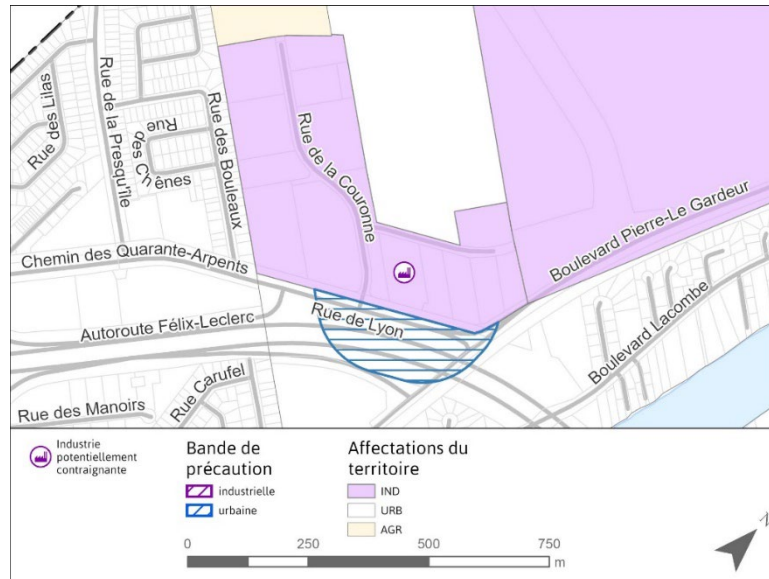 Rue des Lilas
Rue de la Presqu'île
Rue
des Chênes
Rue des Bouleaux
Rue de la Couronne
Chemin des Quarante-Arpents
Boulevard Pierre-Le Gardeur
Rue de Lyon
Autoroute Félix-Leclerc
Boulevard Lacombe
Rue Carufel
Rue des Manoirs
Industrie
potentiellement
contraignante
Bande de
précaution
industrielle
urbaine
Affectations du
territoire
IND
URB
AGR
0 250 500 750
m
N